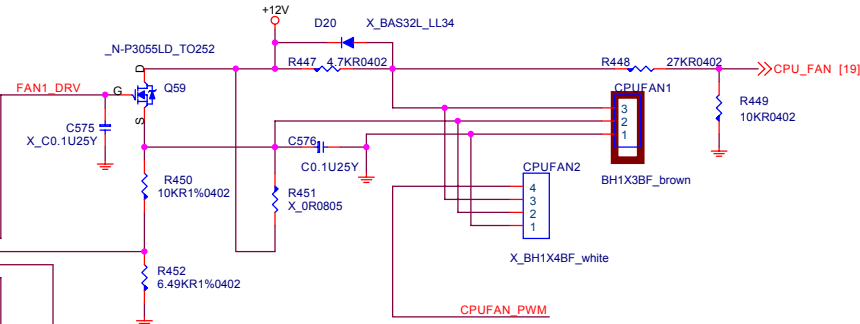 +12V
D20 X_BAS32L_LL34
_N-P3055LD_TO252
D
R447 4.7KR0402
R448 27KR0402
CPU_FAN [19]
FAN1_DRV
G
Q59
CPUFAN1
3
2
1
R449
10KR0402
S
C575
X_C0.1U25Y
C576
C0.1U25Y
CPUFAN2
4
3
2
1
BH1X3BF_brown
R450
10KR1%0402
R451
X_0R0805
X_BH1X4BF_white
R452
6.49KR1%0402
CPUFAN_PWM